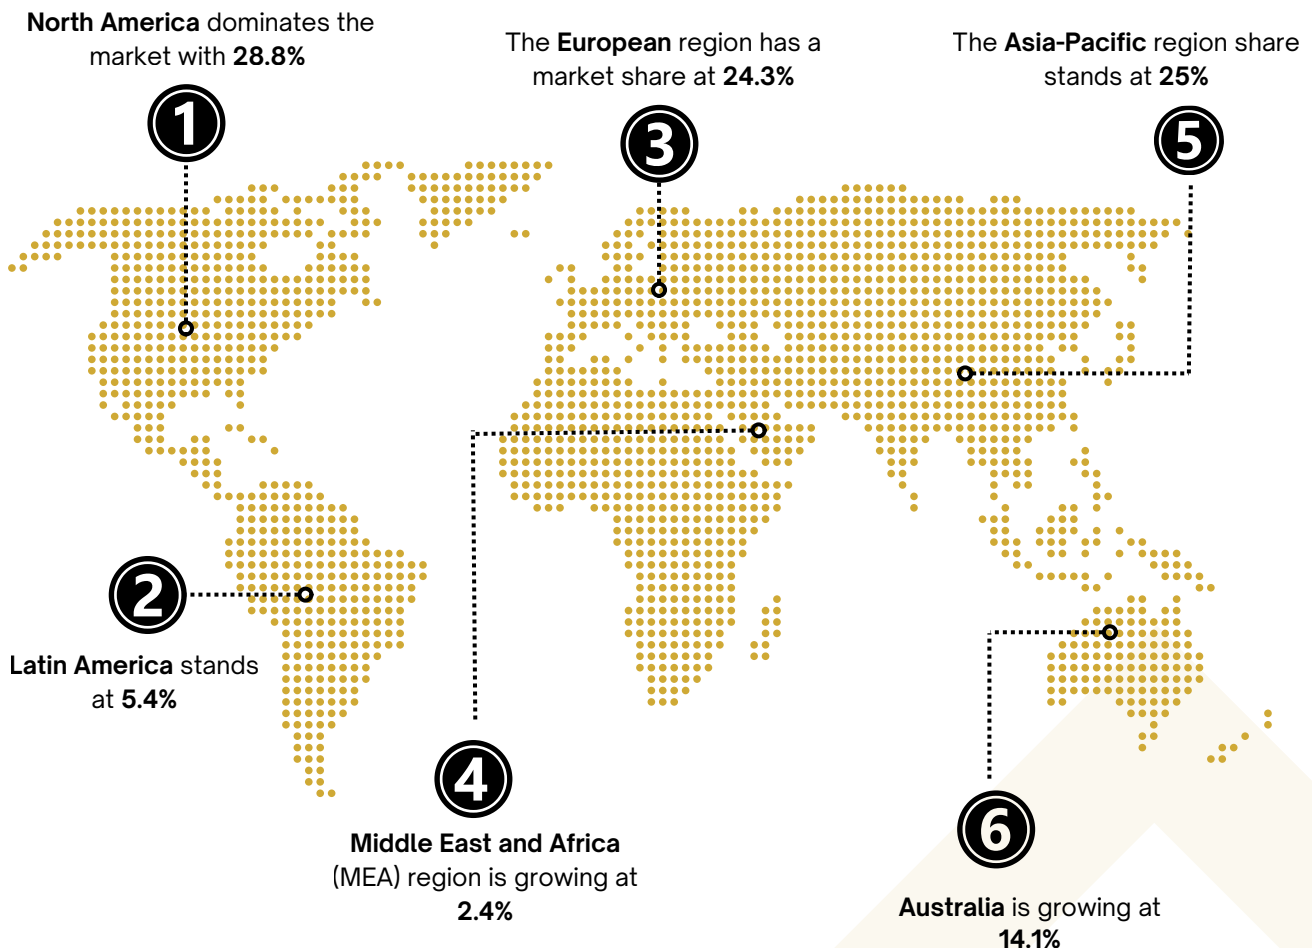 North America dominates the
market with 28.8%
1
The European region has a
market share at 24.3%
3
The Asia-Pacific region share
stands at 25%
5
2
Latin America stands
at 5.4%
4
Middle East and Africa
(MEA) region is growing at
2.4%
6
Australia is growing at
14.1%